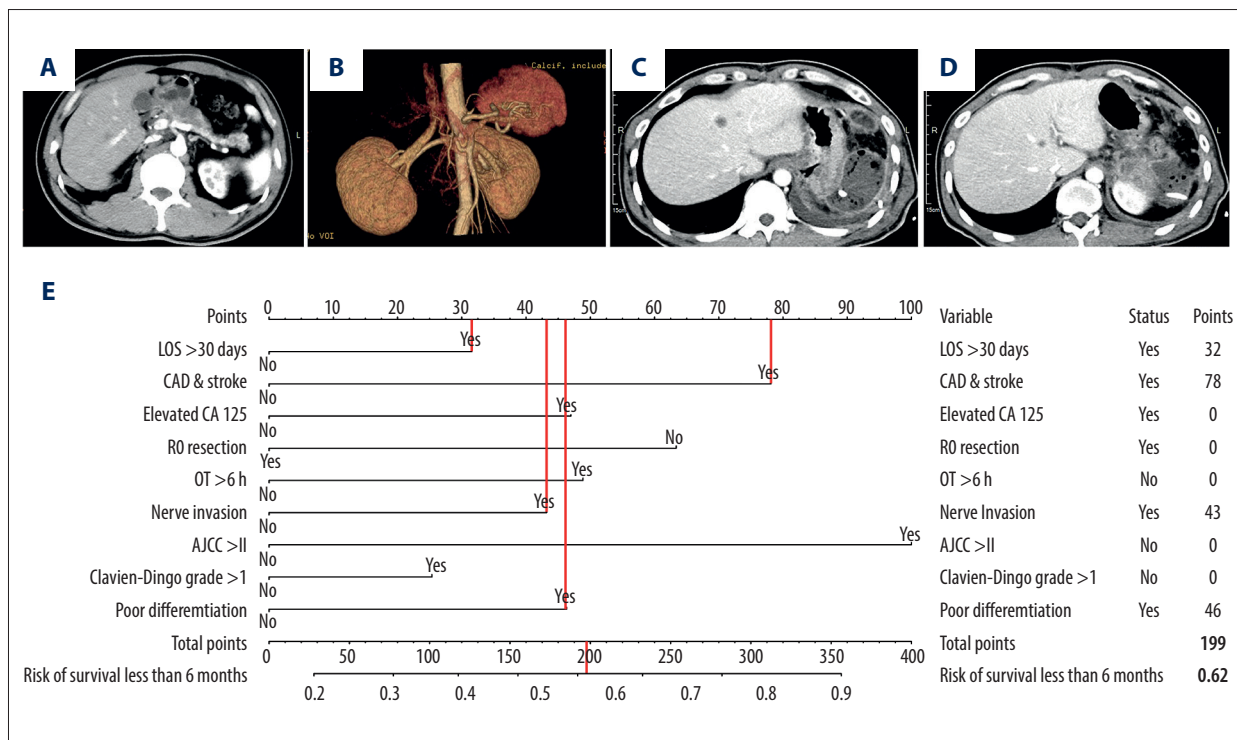 A
B
C
D
Calcif, include
No VOI
L
R
L
15cm
R
L
15cm
E
Points 0 10 20 30 40 50 60 70 80 90 100 Variable Status Points
LOS >30 days No Yes LOS >30 days Yes 32
CAD & stroke No Yes CAD & stroke Yes 78
Elevated CA 125 No Yes Elevated CA 125 Yes 0
R0 resection Yes No R0 resection Yes 0
OT >6 h No Yes OT >6 h No 0
Nerve invasion No Yes Nerve Invasion Yes 43
AJCC >II No Yes AJCC >II No 0
Clavien-Dingo grade >1 No Yes Clavien-Dingo grade >1 No 0
Poor differmtiation No Yes Poor differmtiation Yes 46
Total points 0 50 100 150 200 250 300 350 400 Total points 199
Risk of survival less than 6 months 0.2 0.3 0.4 0.5 0.6 0.7 0.8 0.9 Risk of survival less than 6 months 0.62